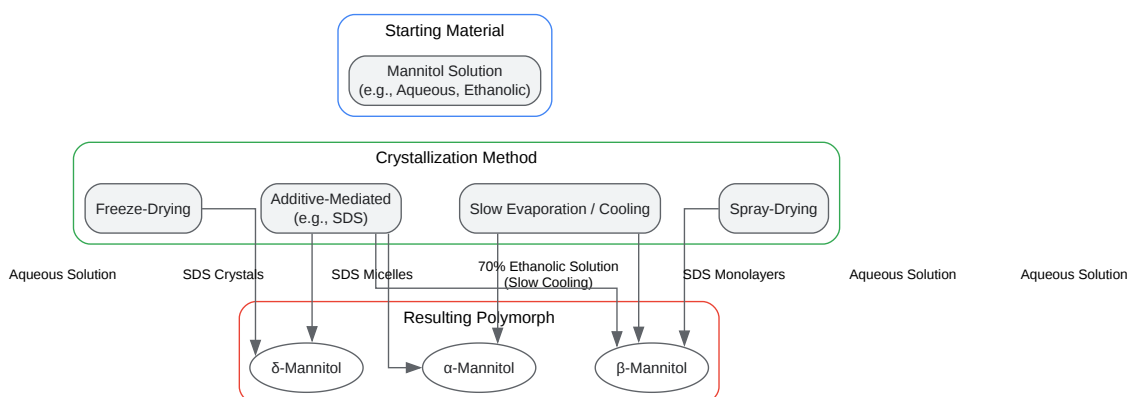 Starting Material
Mannitol Solution
(e.g., Aqueous, Ethanolic)
Crystallization Method
Freeze-Drying
Additive-Mediated
(e.g., SDS)
Slow Evaporation / Cooling
Spray-Drying
Aqueous Solution
SDS Crystals
SDS Micelles
70% Ethanolic Solution
(Slow Cooling)
SDS Monolayers
Aqueous Solution
Aqueous Solution
Resulting Polymorph
δ-Mannitol
α-Mannitol
β-Mannitol